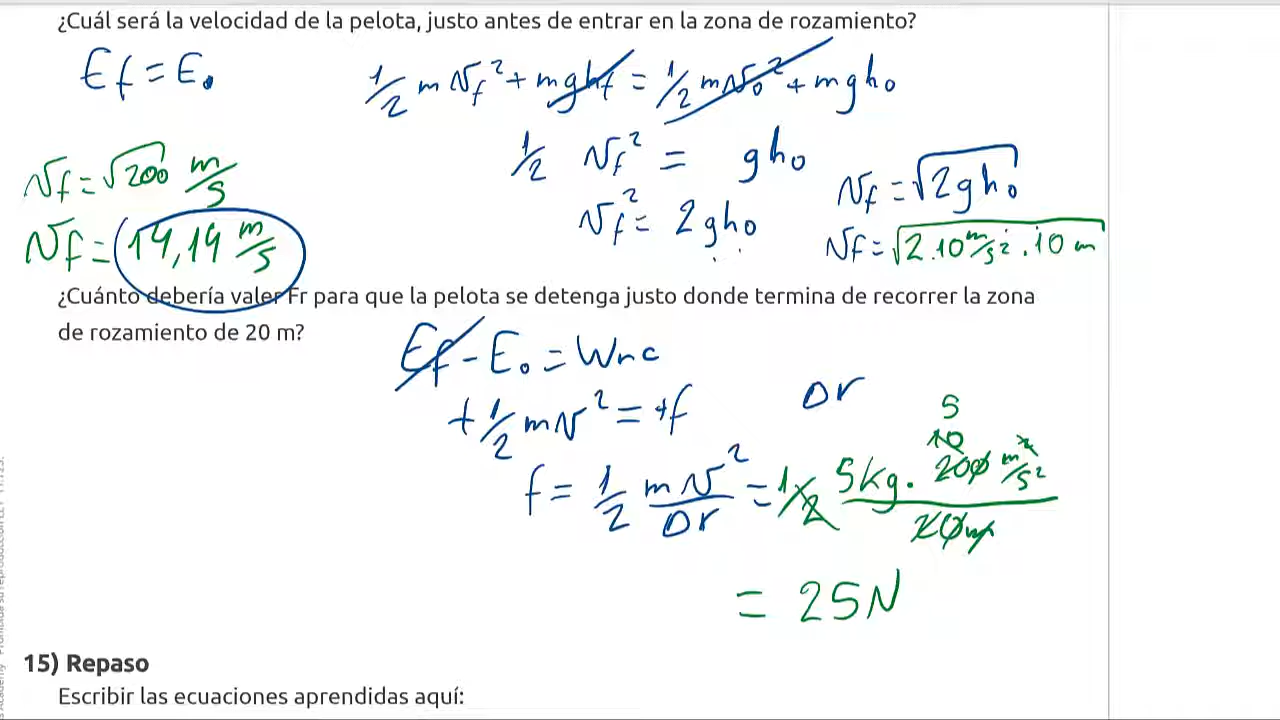 ¿Cuál será la velocidad de la pelota, justo antes de entrar en la zona de rozamiento?
Ef = E₀
1/2 m Vf² + mghf = 1/2 mV₀² + mgh₀
1/2 Vf² = gh₀
Vf² = 2gh₀
Vf = √2gh₀
Vf = √2.10 m/s² . 10 m
Vf = √200 m/s
Vf = 14,14 m/s
¿Cuánto debería valer Fr para que la pelota se detenga justo donde termina de recorrer la zona
de rozamiento de 20 m?
Ef - E₀ = Wnc
+ 1/2 mV² = +f Dr
f = 1/2 mV²/Dr = 1/2 5kg . 200 m²/s² / 20m
10
5
= 25N
15) Repaso
Escribir las ecuaciones aprendidas aquí: